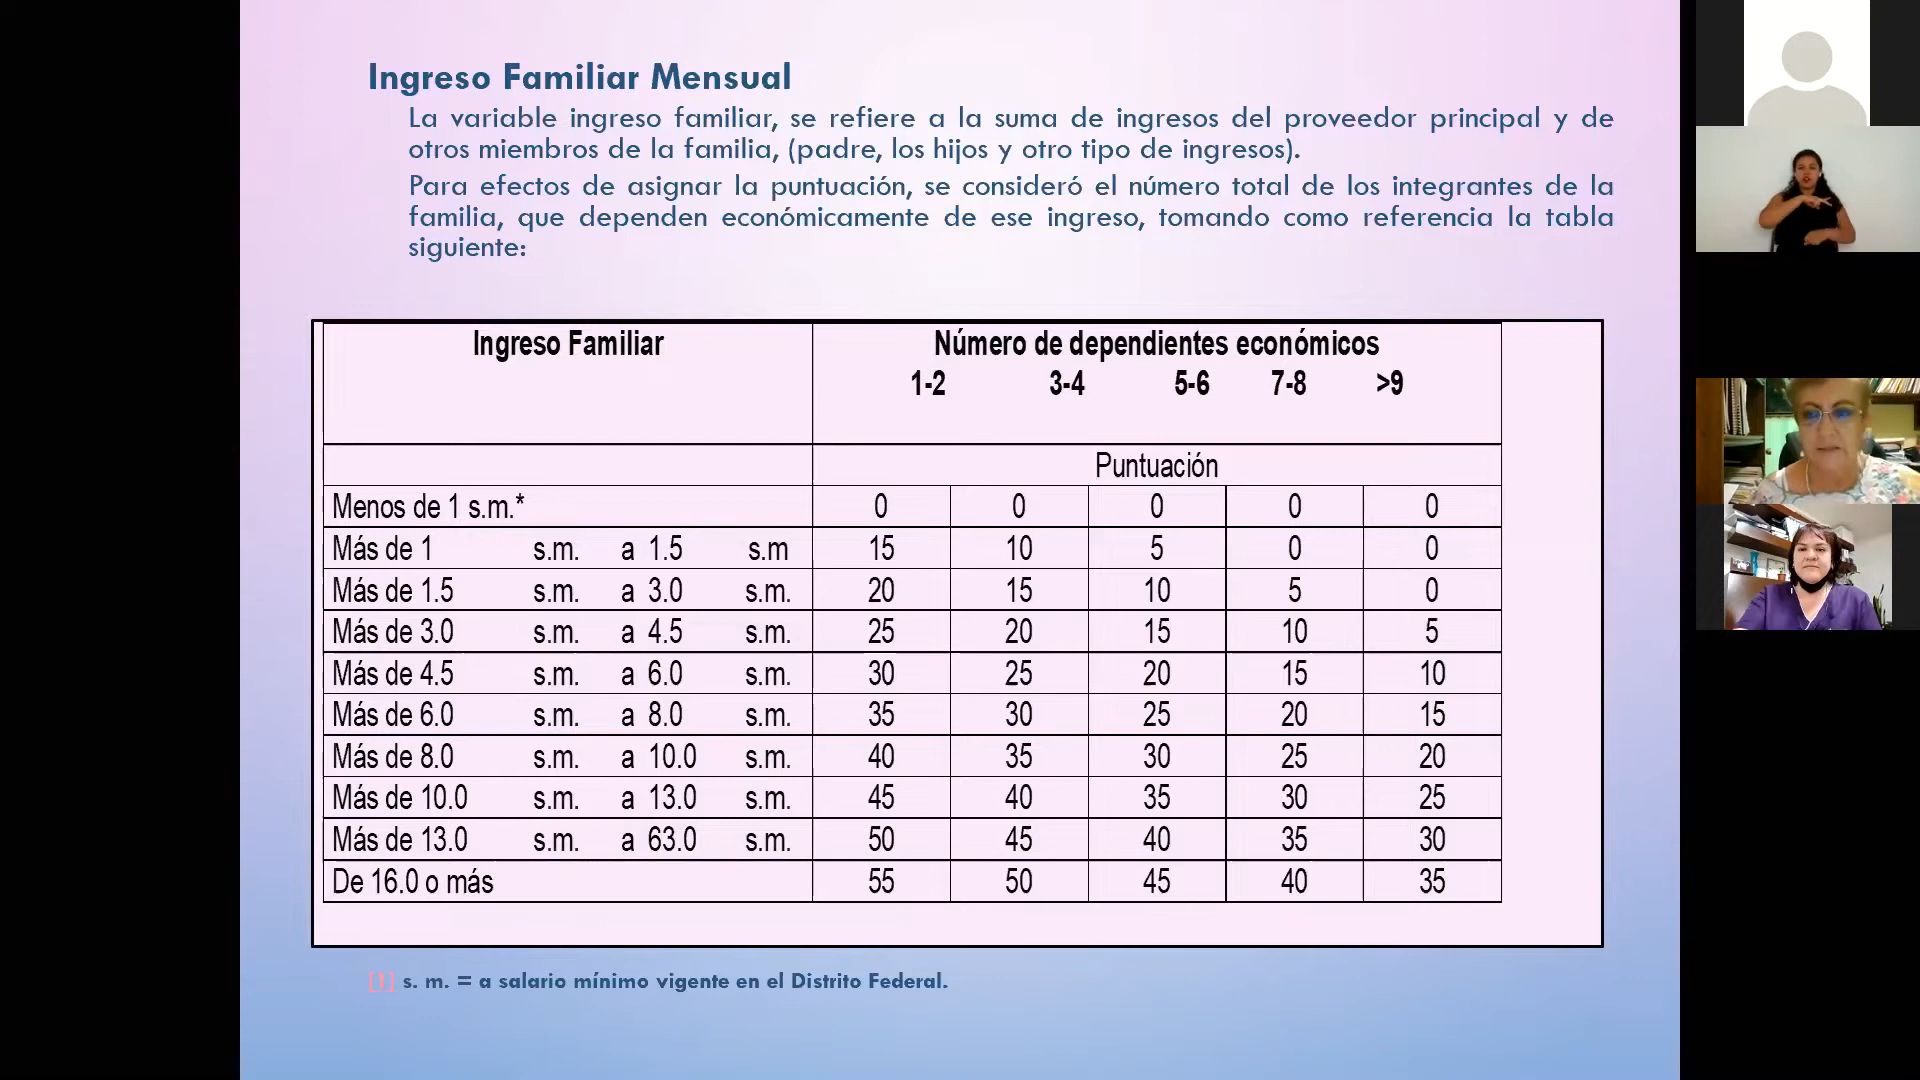 Ingreso Familiar Mensual
La variable ingreso familiar, se refiere a la suma de ingresos del proveedor principal y de
otros miembros de la familia, (padre, los hijos y otro tipo de ingresos).
Para efectos de asignar la puntuación, se consideró el número total de los integrantes de la
familia, que dependen económicamente de ese ingreso, tomando como referencia la tabla
siguiente:
Ingreso Familiar Número de dependientes económicos
1-2 3-4 5-6 7-8 >9
Puntuación
Menos de 1 s.m.* 0 0 0 0 0
Más de 1 s.m. a 1.5 s.m 15 10 5 0 0
Más de 1.5 s.m. a 3.0 s.m. 20 15 10 5 0
Más de 3.0 s.m. a 4.5 s.m. 25 20 15 10 5
Más de 4.5 s.m. a 6.0 s.m. 30 25 20 15 10
Más de 6.0 s.m. a 8.0 s.m. 35 30 25 20 15
Más de 8.0 s.m. a 10.0 s.m. 40 35 30 25 20
Más de 10.0 s.m. a 13.0 s.m. 45 40 35 30 25
Más de 13.0 s.m. a 63.0 s.m. 50 45 40 35 30
De 16.0 o más 55 50 45 40 35
[1] s. m. = a salario mínimo vigente en el Distrito Federal.